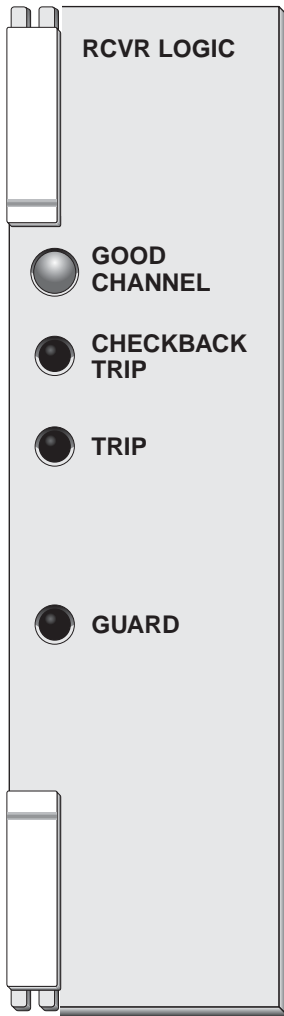 RCVR LOGIC
GOOD
CHANNEL
CHECKBACK
TRIP
TRIP
GUARD